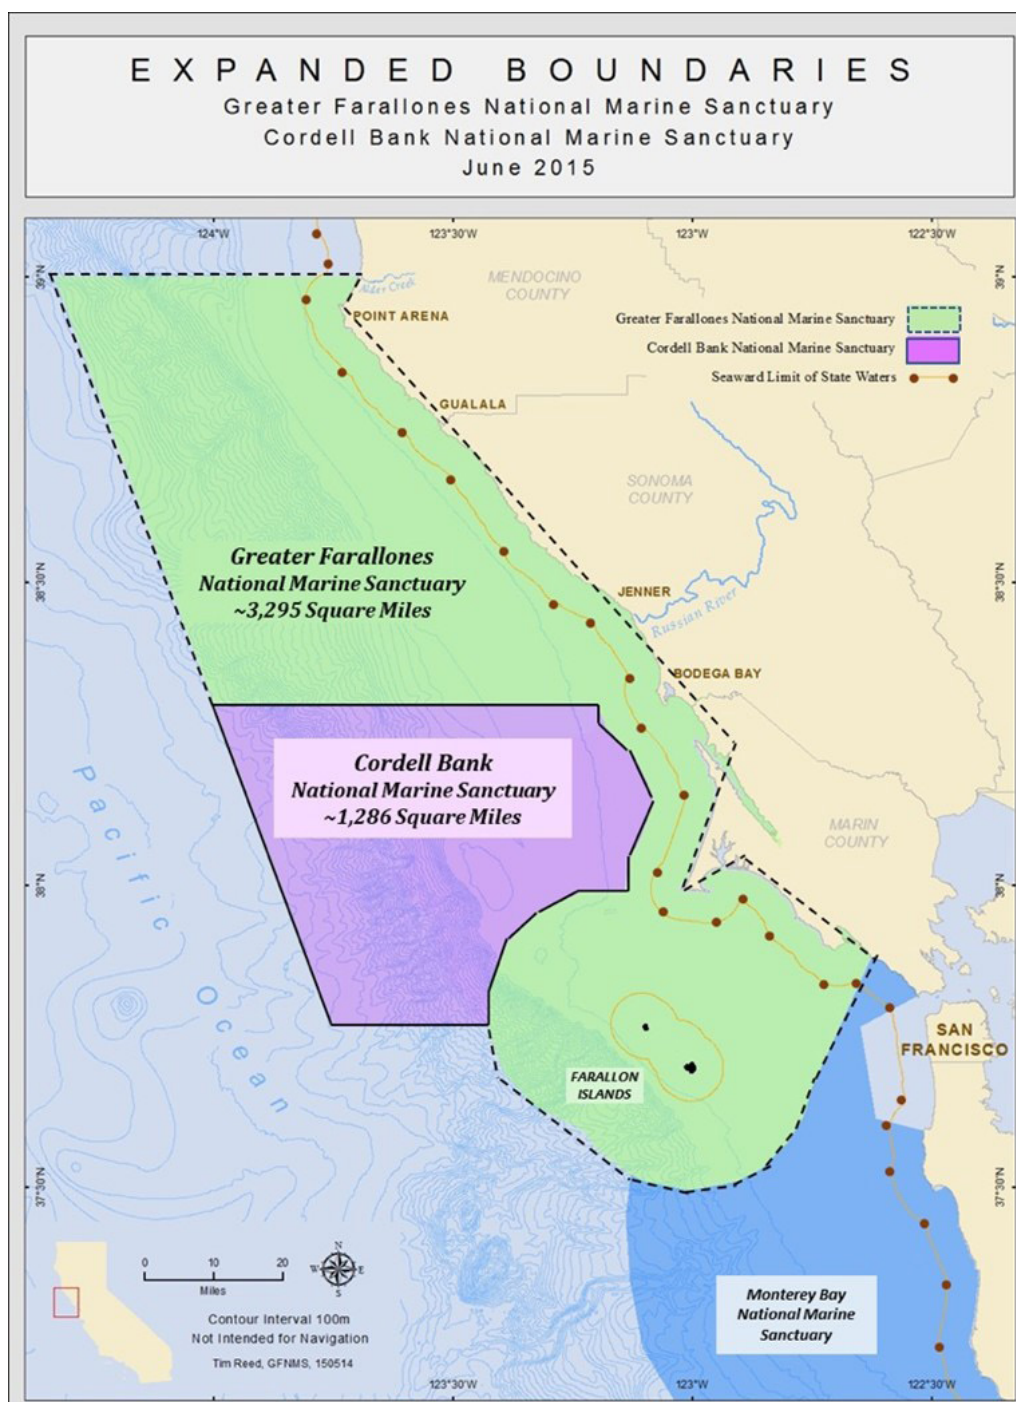 EXPANDED BOUNDARIES
Greater Farallones National Marine Sanctuary
Cordell Bank National Marine Sanctuary
June 2015
124°W
123°30'W
123°W
122°30'W
39°N
39°N
MENDOCINO
COUNTY
Alder Creek
POINT ARENA
Greater Farallones National Marine Sanctuary
Cordell Bank National Marine Sanctuary
Seaward Limit of State Waters
GUALALA
SONOMA
COUNTY
Greater Farallones
National Marine Sanctuary
~3,295 Square Miles
38°30'N
38°30'N
JENNER
Russian River
BODEGA BAY
Cordell Bank
National Marine Sanctuary
~1,286 Square Miles
Pacific Ocean
MARIN
COUNTY
38°N
38°N
SAN
FRANCISCO
FARALLON
ISLANDS
37°30'N
37°30'N
0 10 20
Miles
N
W E
S
Contour Interval 100m
Not Intended for Navigation
Tim Reed, GFNMS, 150514
Monterey Bay
National Marine
Sanctuary
123°30'W
123°W
122°30'W